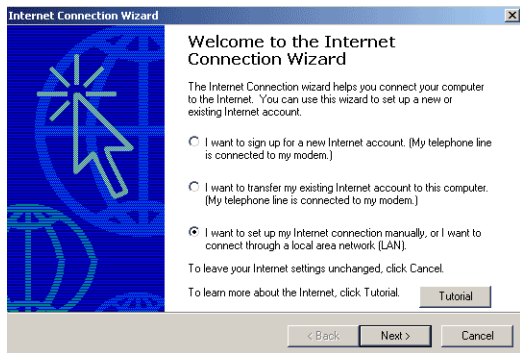 Internet Connection Wizard
Welcome to the Internet
Connection Wizard
The Internet Connection wizard helps you connect your computer
to the Internet. You can use this wizard to set up a new or
existing Internet account.
I want to sign up for a new Internet account. (My telephone line
is connected to my modem.)
I want to transfer my existing Internet account to this computer.
(My telephone line is connected to my modem.)
I want to set up my Internet connection manually, or I want to
connect through a local area network (LAN).
To leave your Internet settings unchanged, click Cancel.
To learn more about the Internet, click Tutorial.
Tutorial
< Back
Next >
Cancel